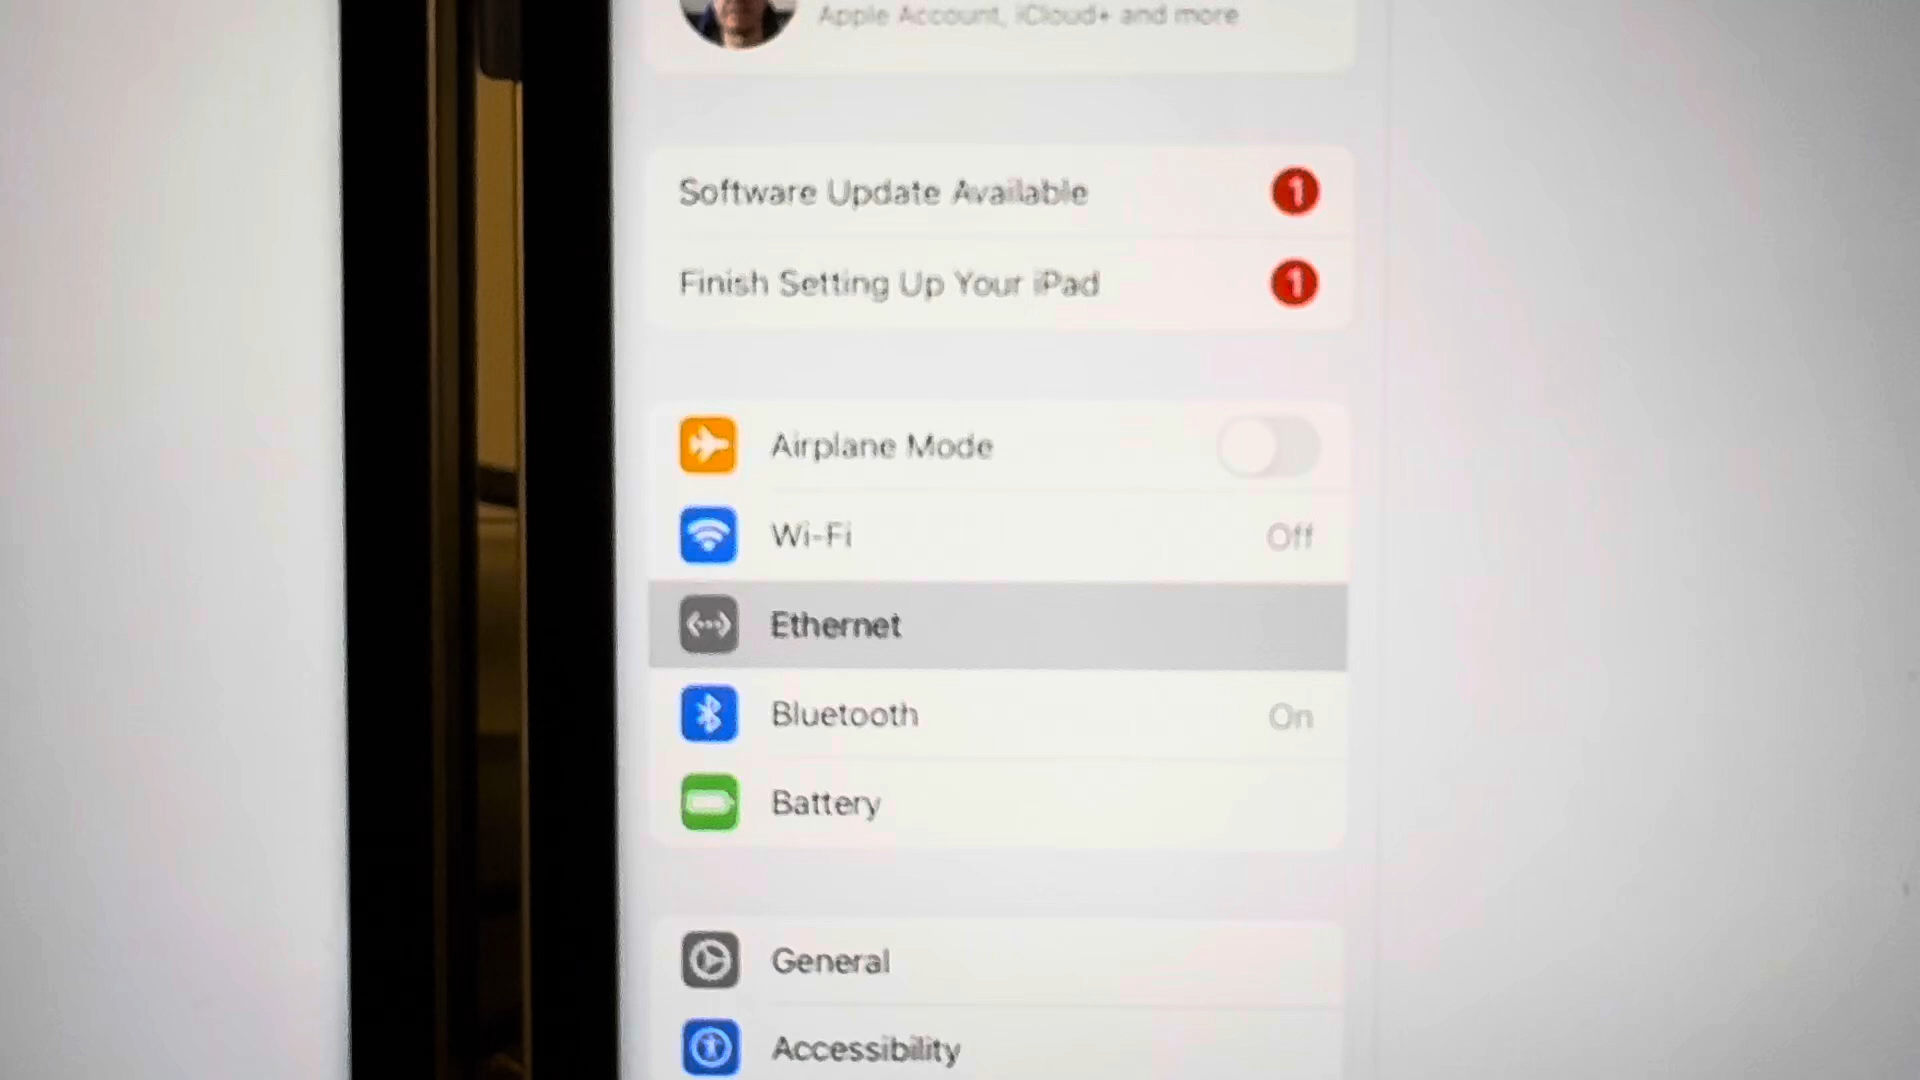 Apple Account, iCloud+ and more
Software Update Available 1
Finish Setting Up Your iPad 1
Airplane Mode
Wi-Fi Off
Ethernet
Bluetooth On
Battery
General
Accessibility